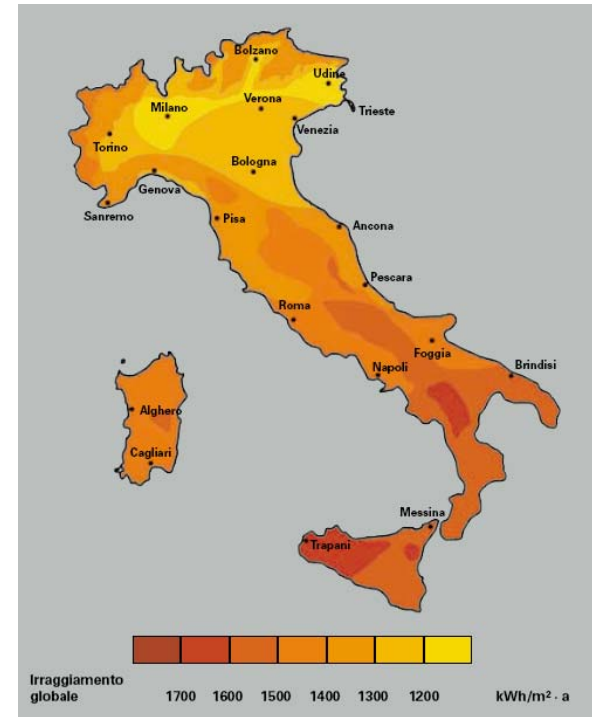 Bolzano
Udine
Milano
Verona
Trieste
Venezia
Torino
Bologna
Genova
Sanremo
Pisa
Ancona
Pescara
Roma
Foggia
Napoli
Brindisi
Alghero
Cagliari
Messina
Trapani
Irraggiamento
globale 1700 1600 1500 1400 1300 1200 kWh/m² · a